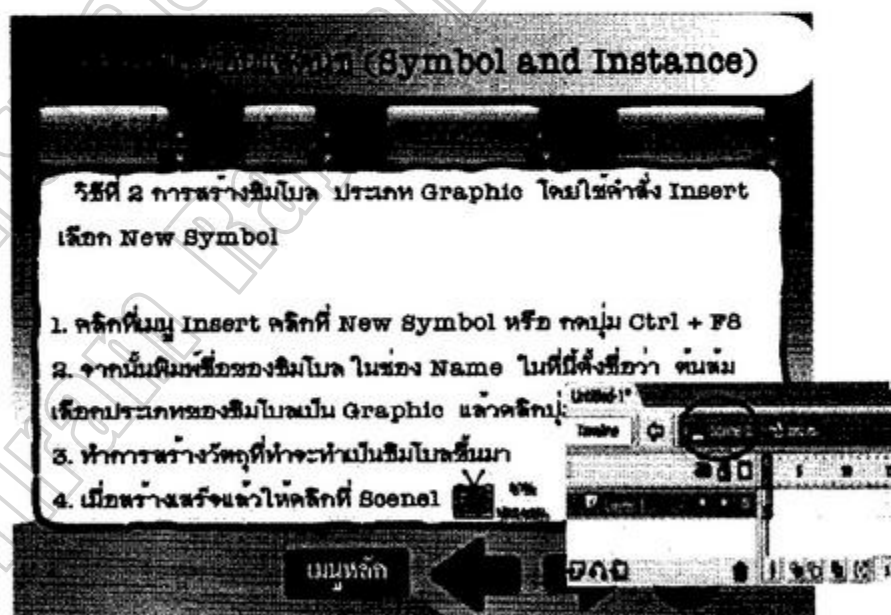 (Symbol and Instance)
วิธีที่ 2 การสร้างซิมโบล ประเภท Graphic โดยใช้คำสั่ง Insert
เลือก New Symbol
1. คลิกที่เมนู Insert คลิกที่ New Symbol หรือ กดปุ่ม Ctrl + F8
2. จากนั้นพิมพ์ชื่อของซิมโบล ในช่อง Name ในที่นี้ตั้งชื่อว่า ต้นส้ม
เลือกประเภทของซิมโบลเป็น Graphic แล้วคลิกปุ่
3. ทำการสร้างวัตถุที่ทำจะทำเป็นซิมโบลขึ้นมา
4. เมื่อสร้างเสร็จแล้วให้คลิกที่ Scene1
Untitled-1*
Timeline
เมนูหลัก